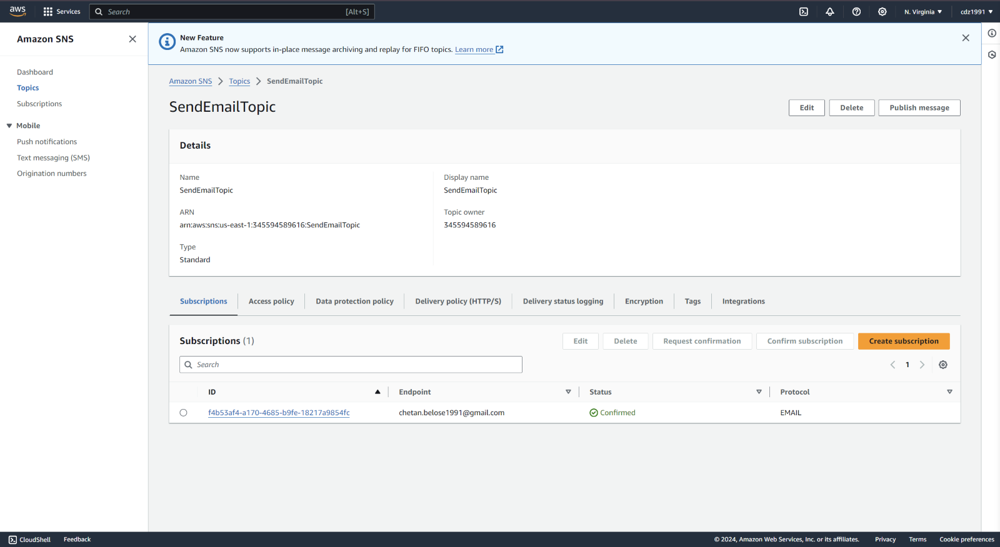 aws Services Search [Alt+S] N. Virginia cdz1991
Amazon SNS
Dashboard
Topics
Subscriptions
Mobile
Push notifications
Text messaging (SMS)
Origination numbers
New Feature
Amazon SNS now supports in-place message archiving and replay for FIFO topics. Learn more
Amazon SNS Topics SendEmailTopic
SendEmailTopic
Edit Delete Publish message
Details
Name
SendEmailTopic
ARN
arn:aws:sns:us-east-1:345594589616:SendEmailTopic
Type
Standard
Display name
SendEmailTopic
Topic owner
345594589616
Subscriptions Access policy Data protection policy Delivery policy (HTTP/S) Delivery status logging Encryption Tags Integrations
Subscriptions (1) Edit Delete Request confirmation Confirm subscription Create subscription
Search 1
ID Endpoint Status Protocol
f4b53af4-a170-4685-b9fe-18217a9854fc chetan.belose1991@gmail.com Confirmed EMAIL
CloudShell Feedback © 2024, Amazon Web Services, Inc. or its affiliates. Privacy Terms Cookie preferences